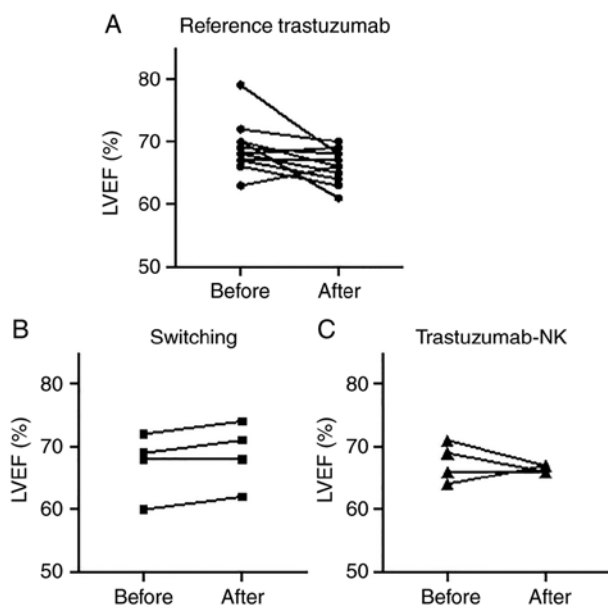 A
Reference trastuzumab
80
70
60
50
LVEF (%)
Before After
B
Switching
80
70
60
50
LVEF (%)
Before After
C
Trastuzumab-NK
80
70
60
50
LVEF (%)
Before After